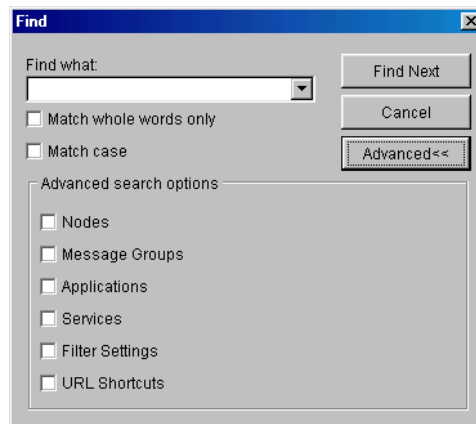 Find
Find what:
Find Next
Match whole words only
Cancel
Match case
Advanced<<
Advanced search options
Nodes
Message Groups
Applications
Services
Filter Settings
URL Shortcuts